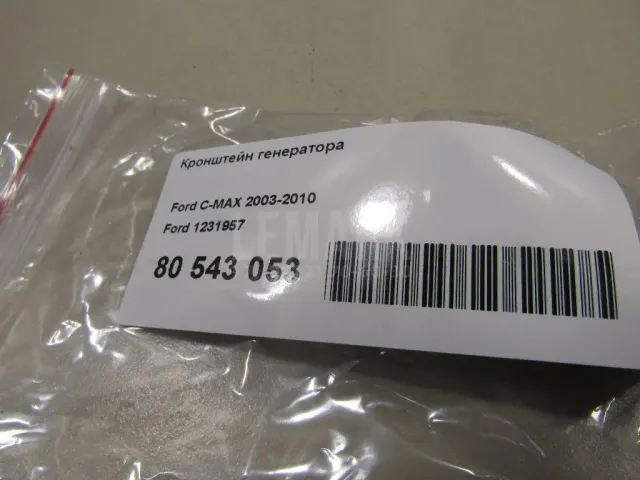 Кронштейн генератора
Ford C-MAX 2003-2010
Ford 1231957
80 543 053